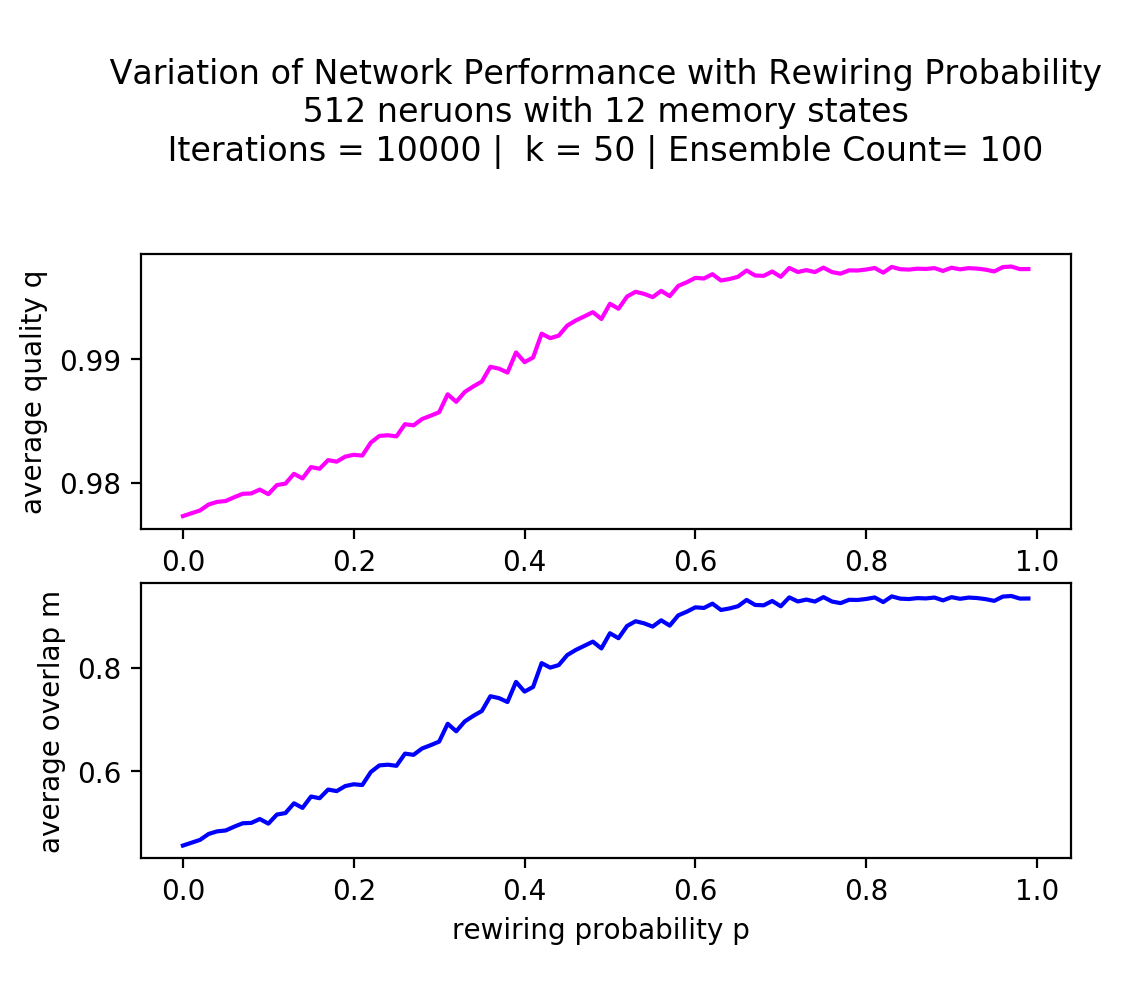 Variation of Network Performance with Rewiring Probability
512 neruons with 12 memory states
Iterations = 10000 |  k = 50 | Ensemble Count= 100
average quality q
0.99
0.98
0.0 0.2 0.4 0.6 0.8 1.0
average overlap m
0.8
0.6
0.0 0.2 0.4 0.6 0.8 1.0
rewiring probability p